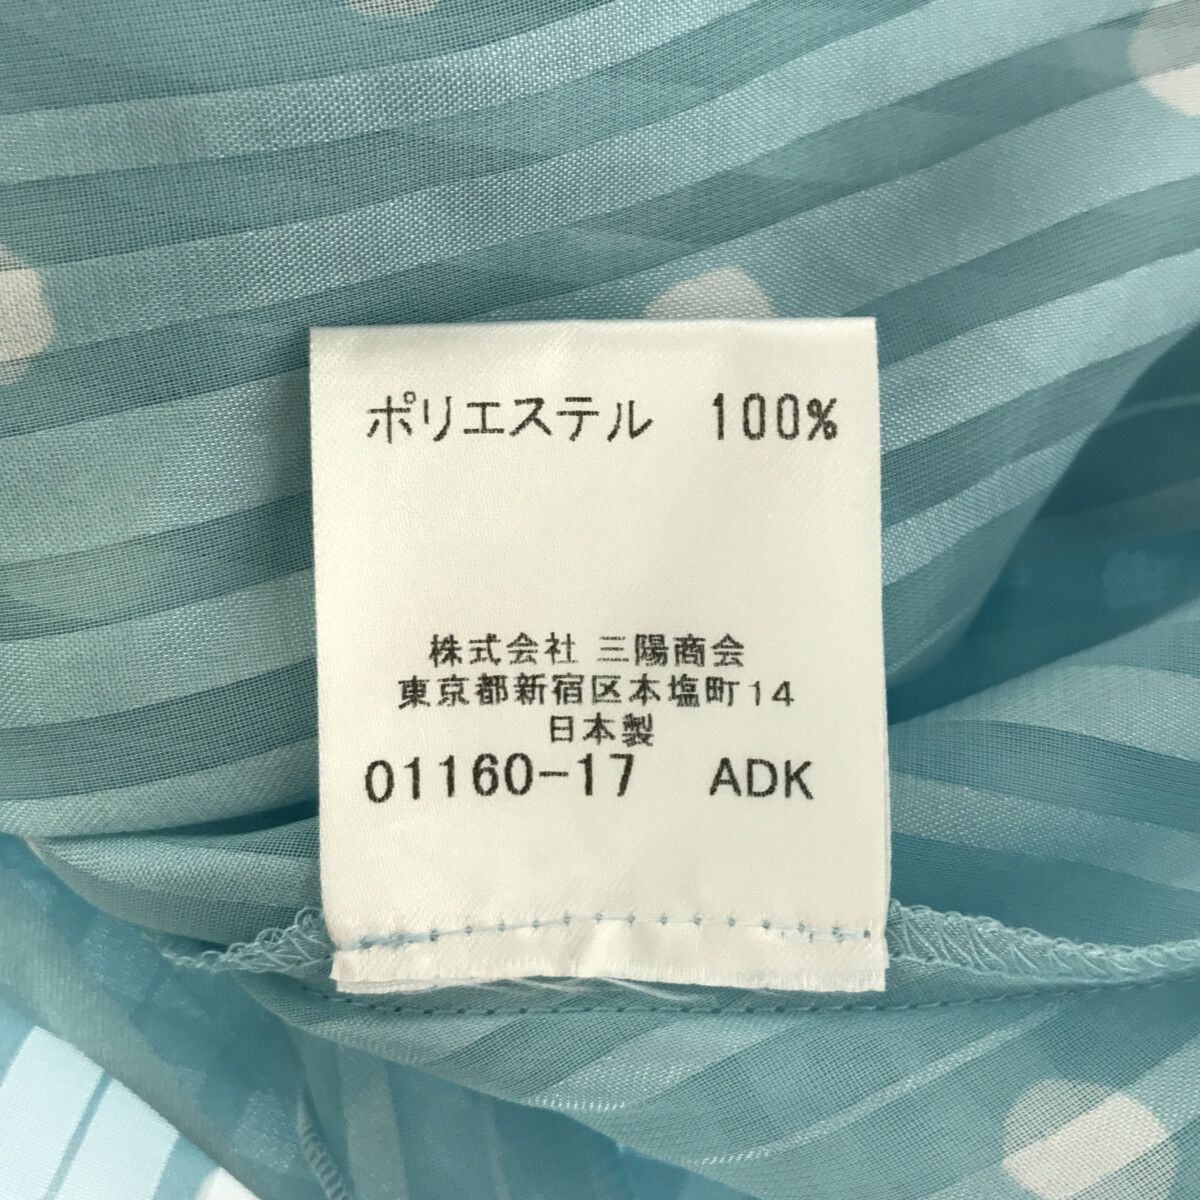 ポリエステル 100%
株式会社 三陽商会
東京都新宿区本塩町14
日本製
01160-17 ADK